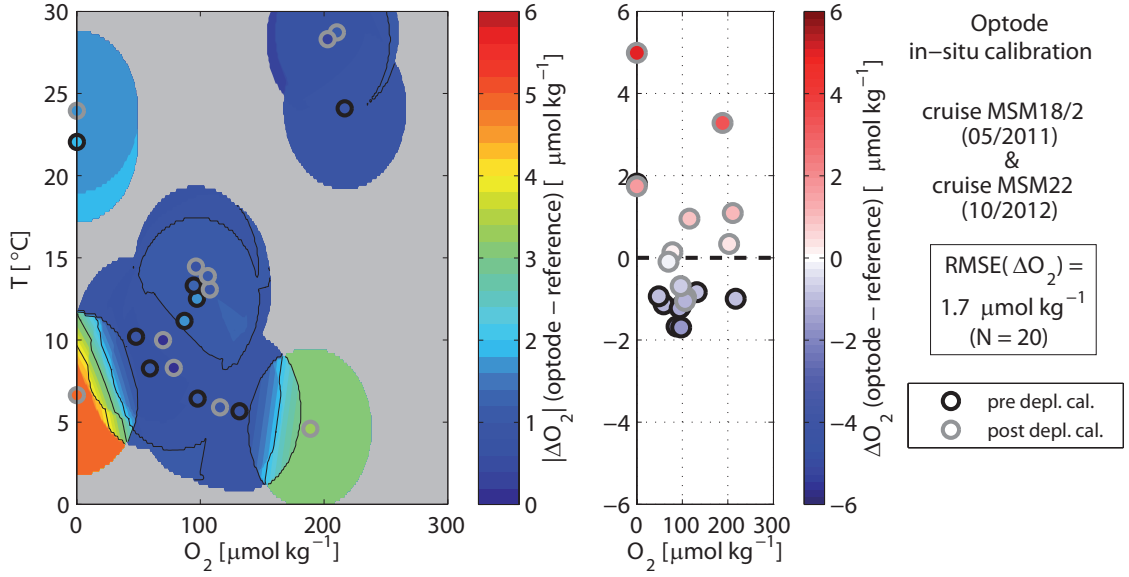 30
25
20
15
10
5
0
T [ °C]
0
100
200
300
O₂ [ μmol kg⁻¹]
6
5
4
3
2
1
0
|ΔO₂| (optode − reference) [ μmol kg⁻¹]
6
4
2
0
−2
−4
−6
0
100
200
300
O₂ [ μmol kg⁻¹]
6
4
2
0
−2
−4
−6
ΔO₂ (optode − reference) [ μmol kg⁻¹]
Optode
in−situ calibration
cruise MSM18/2
(05/2011)
&
cruise MSM22
(10/2012)
RMSE( ΔO₂) =
1.7 μmol kg⁻¹
(N = 20)
pre depl. cal.
post depl. cal.